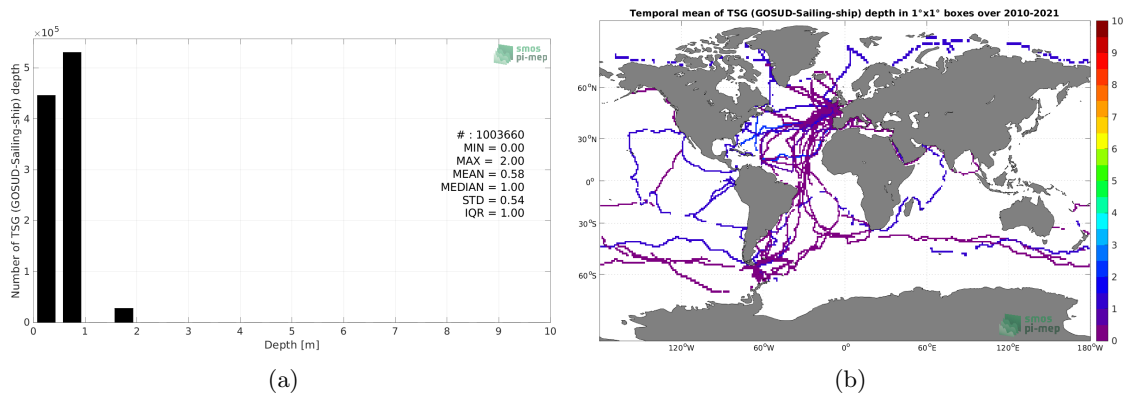 ×10⁵
5
4
3
2
1
0
Number of TSG (GOSUD-Sailing-ship) depth
smos
pi-mep
# : 1003660
MIN = 0.00
MAX = 2.00
MEAN = 0.58
MEDIAN = 1.00
STD = 0.54
IQR = 1.00
0 1 2 3 4 5 6 7 8 9 10
Depth [m]
(a)
Temporal mean of TSG (GOSUD-Sailing-ship) depth in 1°x1° boxes over 2010-2021
60°N
30°N
0°
30°S
60°S
120°W 60°W 0° 60°E 120°E 180°W
smos
pi-mep
10
9
8
7
6
5
4
3
2
1
0
(b)